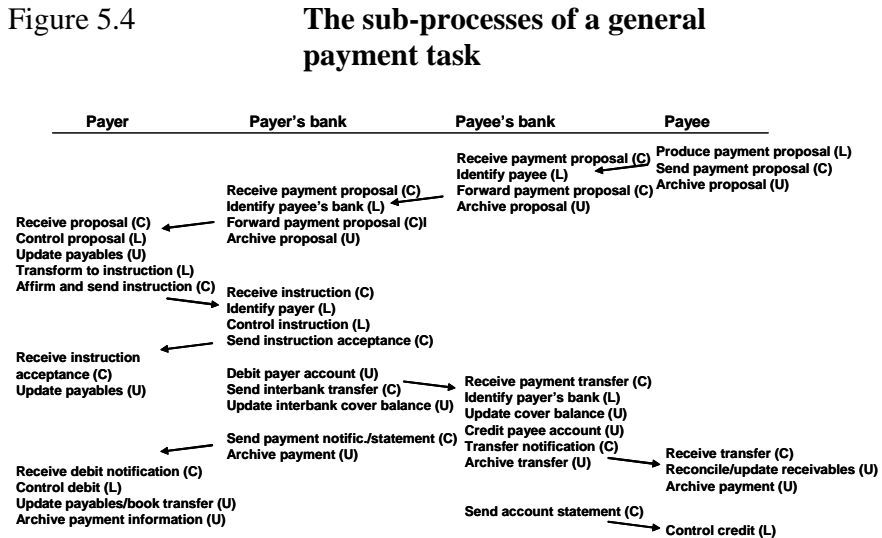 Figure 5.4
The sub-processes of a general
payment task
Payer
Payer's bank
Payee's bank
Payee
Produce payment proposal (L)
Send payment proposal (C)
Archive proposal (U)
Receive payment proposal (C)
Identify payee (L)
Forward payment proposal (C)
Archive proposal (U)
Receive payment proposal (C)
Identify payee's bank (L)
Forward payment proposal (C)l
Archive proposal (U)
Receive proposal (C)
Control proposal (L)
Update payables (U)
Transform to instruction (L)
Affirm and send instruction (C)
Receive instruction (C)
Identify payer (L)
Control instruction (L)
Send instruction acceptance (C)
Receive instruction
acceptance (C)
Update payables (U)
Debit payer account (U)
Send interbank transfer (C)
Update interbank cover balance (U)
Receive payment transfer (C)
Identify payer's bank (L)
Update cover balance (U)
Credit payee account (U)
Transfer notification (C)
Archive transfer (U)
Send payment notific./statement (C)
Archive payment (U)
Receive transfer (C)
Reconcile/update receivables (U)
Archive payment (U)
Receive debit notification (C)
Control debit (L)
Update payables/book transfer (U)
Archive payment information (U)
Send account statement (C)
Control credit (L)